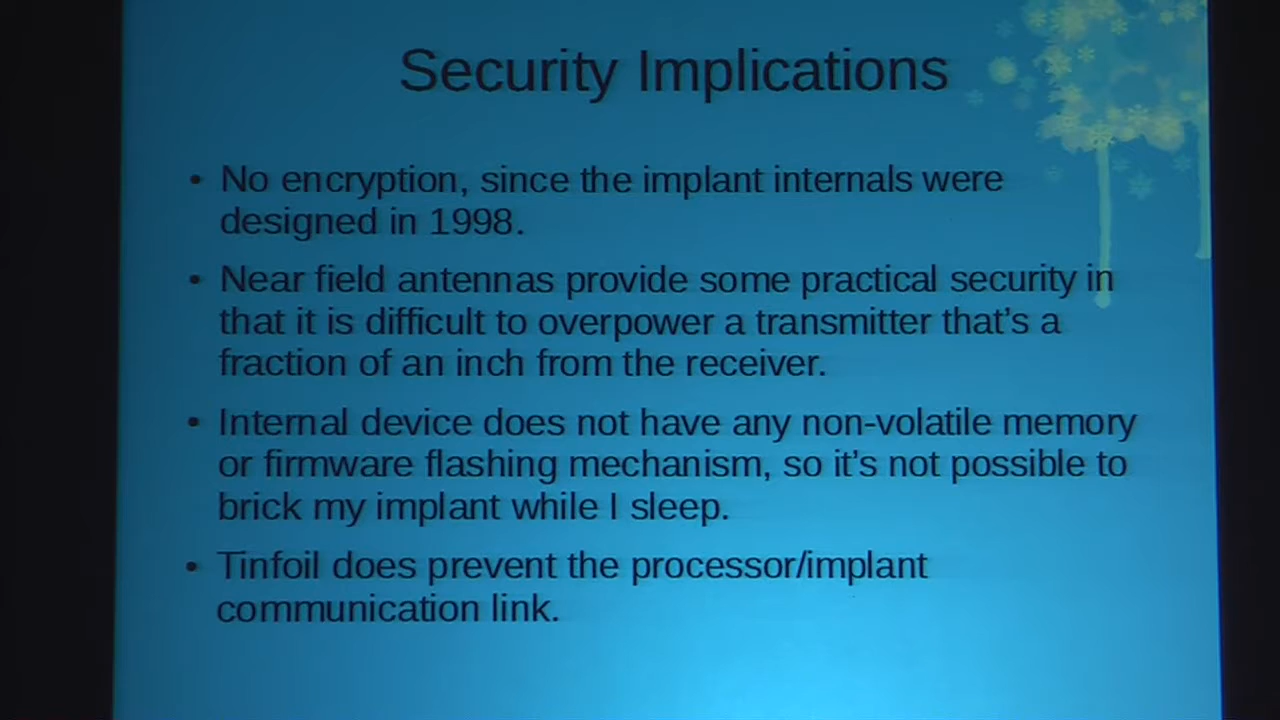 Security Implications
• No encryption, since the implant internals were
designed in 1998.
• Near field antennas provide some practical security in
that it is difficult to overpower a transmitter that's a
fraction of an inch from the receiver.
• Internal device does not have any non-volatile memory
or firmware flashing mechanism, so it's not possible to
brick my implant while I sleep.
• Tinfoil does prevent the processor/implant
communication link.